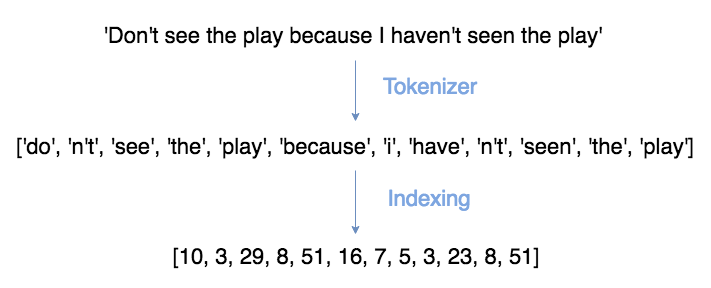 'Don't see the play because I haven't seen the play'
Tokenizer
['do', 'n't', 'see', 'the', 'play', 'because', 'i', 'have', 'n't', 'seen', 'the', 'play']
Indexing
[10, 3, 29, 8, 51, 16, 7, 5, 3, 23, 8, 51]